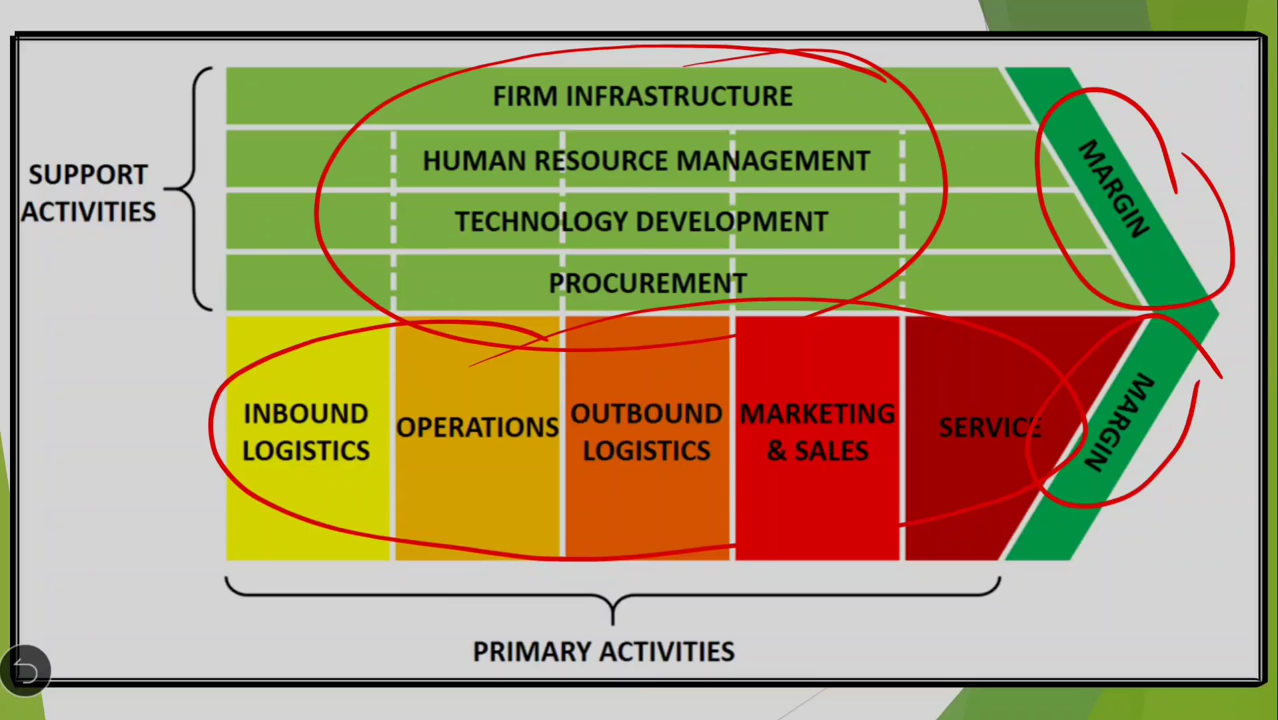 FIRM INFRASTRUCTURE
HUMAN RESOURCE MANAGEMENT
SUPPORT
ACTIVITIES
TECHNOLOGY DEVELOPMENT
PROCUREMENT
MARGIN
INBOUND
LOGISTICS
OPERATIONS
OUTBOUND
LOGISTICS
MARKETING
& SALES
SERVICE
MARGIN
PRIMARY ACTIVITIES